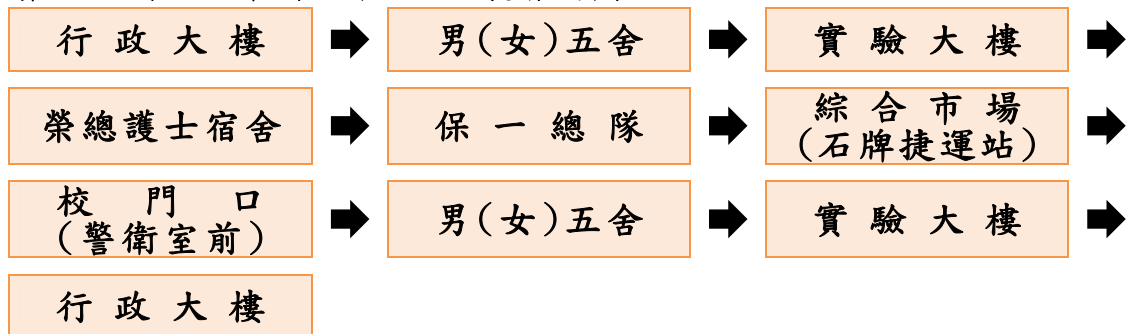 行政大樓 男(女)五舍 實驗大樓
榮總護士宿舍 保一總隊 綜合市場
(石牌捷運站)
校門口
(警衛室前) 男(女)五舍 實驗大樓
行政大樓